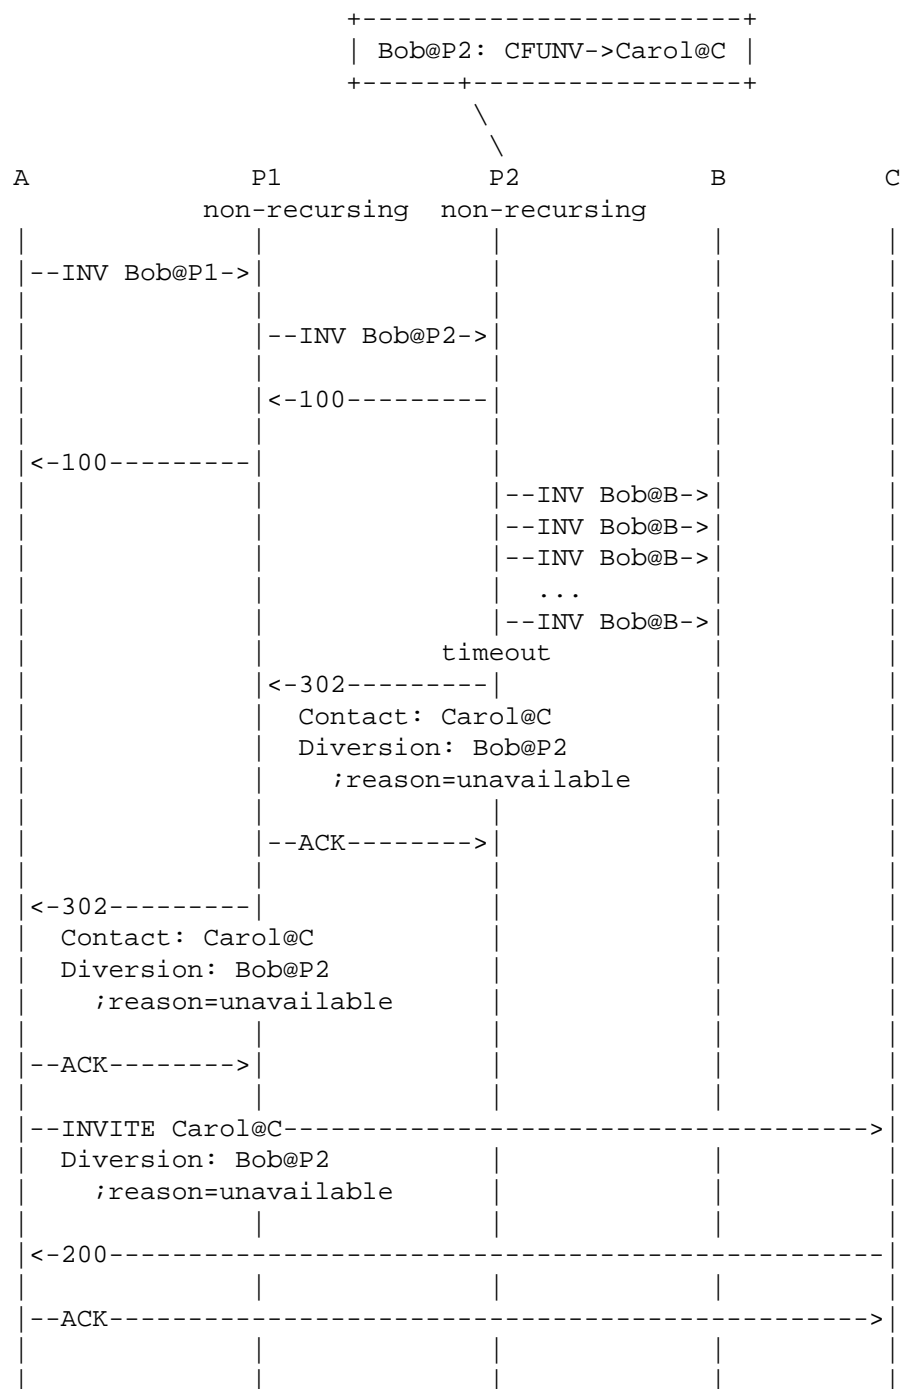 +------------------------+
| Bob@P2: CFUNV->Carol@C |
+------+-----------------+
\
\
A P1 P2 B C
non-recursing non-recursing
| | | | |
|--INV Bob@P1->| | | |
| | | | |
| |--INV Bob@P2->| | |
| | | | |
| |<-100---------| | |
| | | | |
|<-100---------| | | |
| | |--INV Bob@B->| |
| | |--INV Bob@B->| |
| | |--INV Bob@B->| |
| | | ... | |
| | |--INV Bob@B->| |
| | timeout | |
| |<-302---------| | |
| | Contact: Carol@C | |
| | Diversion: Bob@P2 | |
| | ;reason=unavailable | |
| | | | |
| |--ACK-------->| | |
| | | | |
|<-302---------| | | |
| Contact: Carol@C | | |
| Diversion: Bob@P2 | | |
| ;reason=unavailable | | |
| | | | |
|--ACK-------->| | | |
| | | | |
|--INVITE Carol@C------------------------------------->|
| Diversion: Bob@P2 | | |
| ;reason=unavailable | | |
| | | | |
|<-200-------------------------------------------------|
| | | | |
|--ACK------------------------------------------------>|
| | | | |
| | | | |